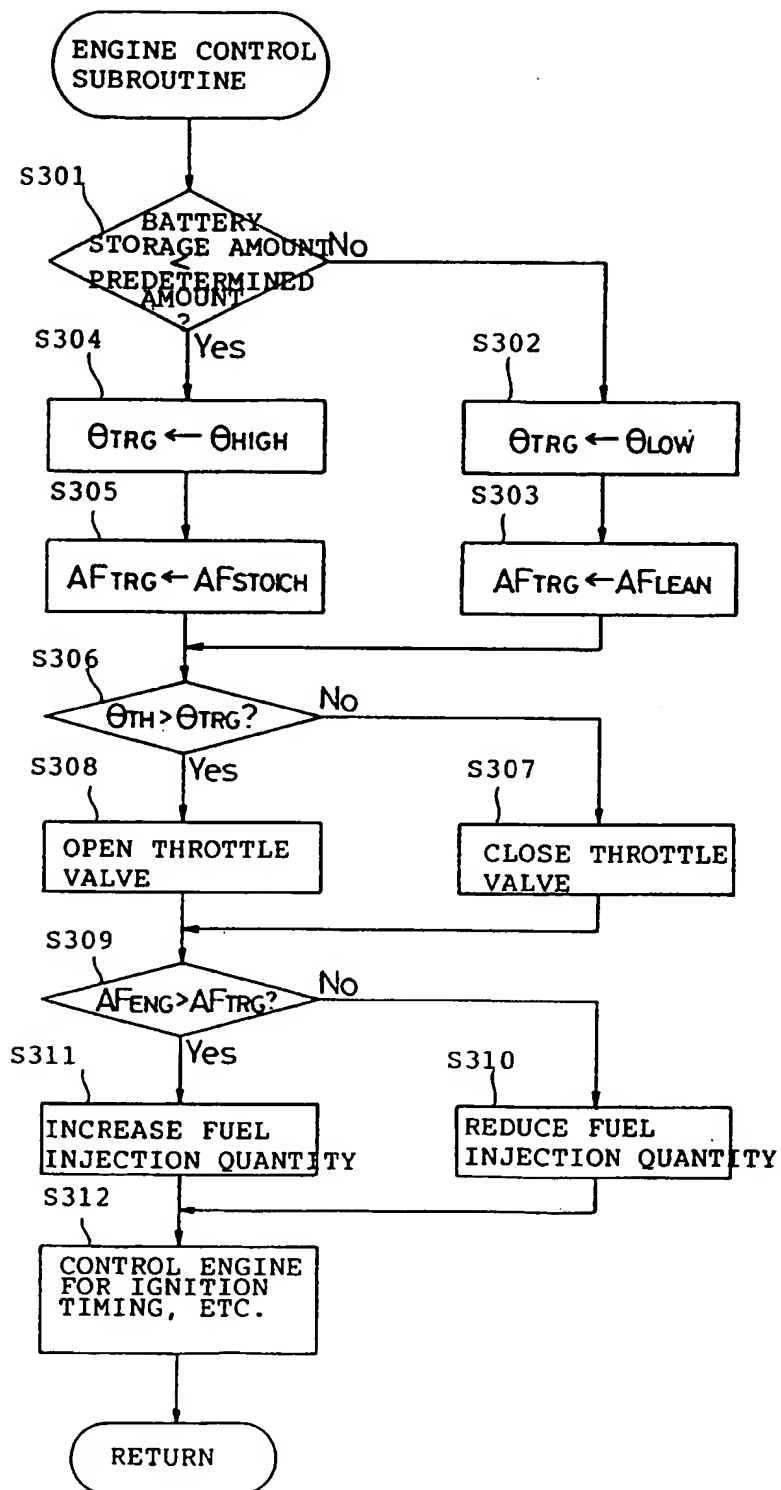 ENGINE CONTROL
SUBROUTINE
S301
BATTERY
STORAGE AMOUNT
<
PREDETERMINED
AMOUNT
?
No
Yes
S304
θTRG ← θHIGH
S302
θTRG ← θLOW
S305
AFTRG ← AFSTOICH
S303
AFTRG ← AFLEAN
S306
θTH > θTRG?
No
Yes
S308
OPEN THROTTLE
VALVE
S307
CLOSE THROTTLE
VALVE
S309
AFENG > AFTRG?
No
Yes
S311
INCREASE FUEL
INJECTION QUANTITY
S310
REDUCE FUEL
INJECTION QUANTITY
S312
CONTROL ENGINE
FOR IGNITION
TIMING, ETC.
RETURN